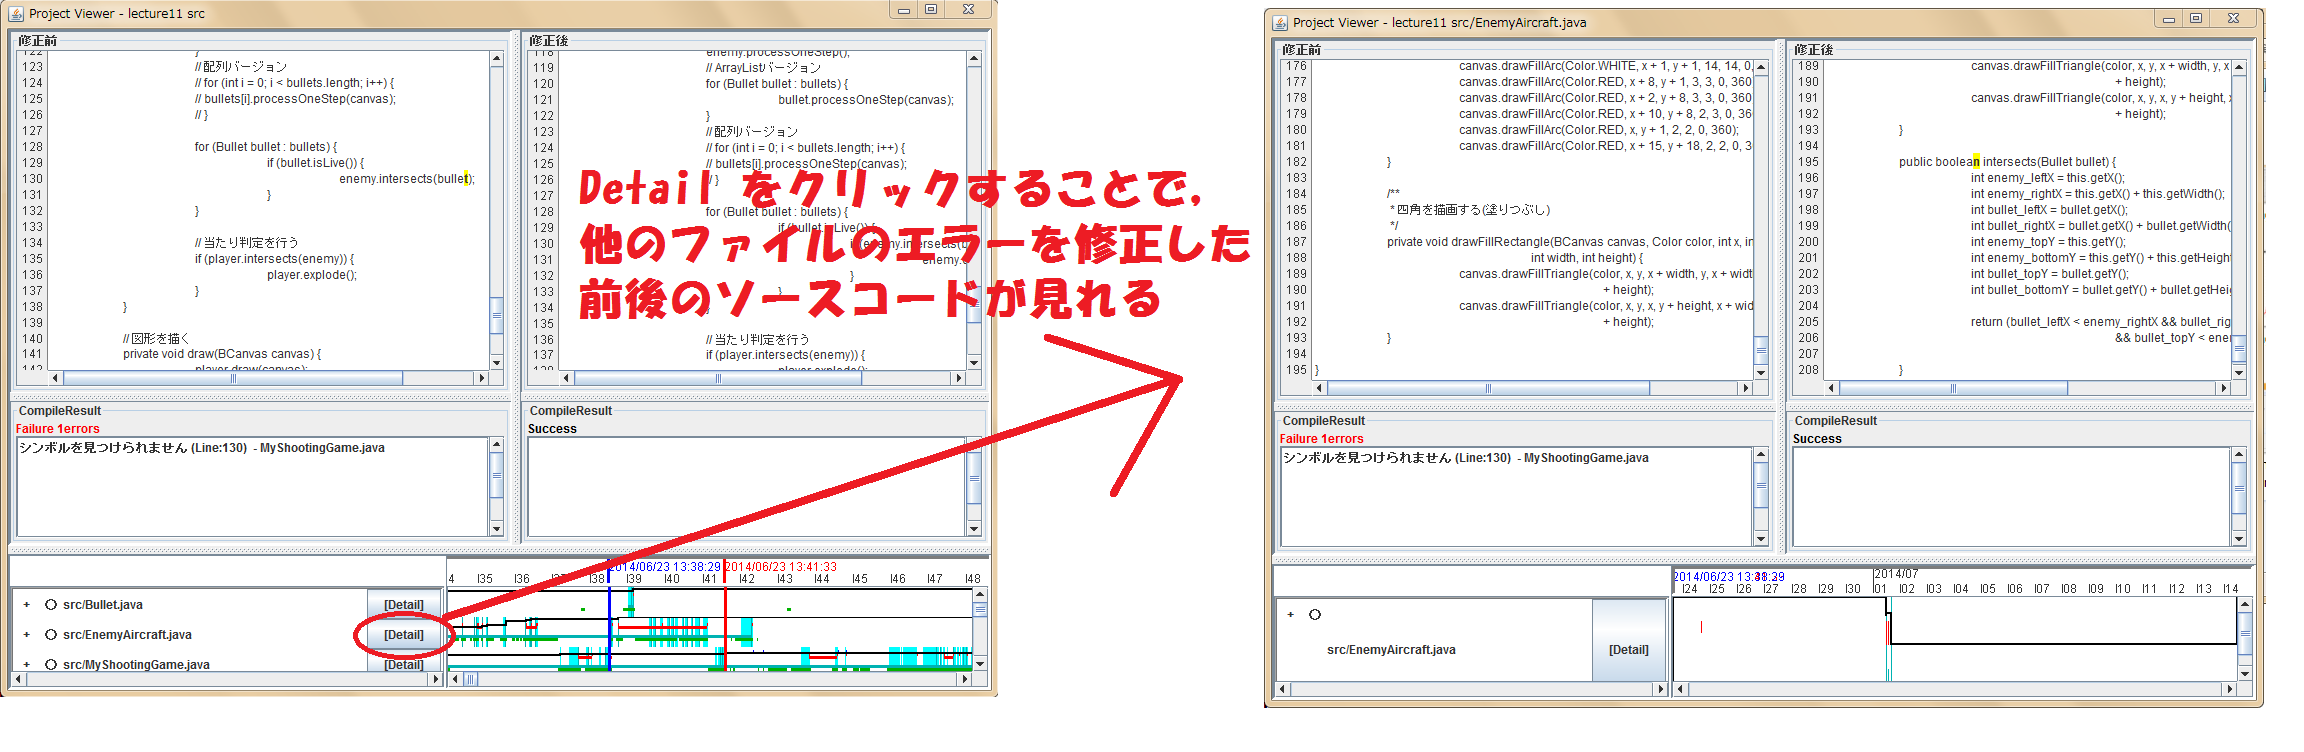 Project Viewer - lecture11 src
修正前
122 }
123 // 配列バージョン
124 // for (int i = 0; i < bullets.length; i++) {
125 // bullets[i].processOneStep(canvas);
126 // }
127
128 for (Bullet bullet : bullets) {
129 if (bullet.isLive()) {
130 enemy.intersects(bullet);
131 }
132 }
133
134 // 当たり判定を行う
135 if (player.intersects(enemy)) {
136 player.explode();
137 }
138 }
139
140 // 図形を描く
141 private void draw(BCanvas canvas) {
142 player.draw(canvas);
修正後
118 enemy.processOneStep();
119 // ArrayListバージョン
120 for (Bullet bullet : bullets) {
121 bullet.processOneStep(canvas);
122 }
123 // 配列バージョン
124 // for (int i = 0; i < bullets.length; i++) {
125 // bullets[i].processOneStep(canvas);
126 // }
127
128 for (Bullet bullet : bullets) {
129 if (bullet.isLive()) {
130 if (enemy.intersects(b
131 enemy.
132 }
133 }
134 }
135
136 // 当たり判定を行う
137 if (player.intersects(enemy)) {
138 player.explode();
CompileResult
Failure 1errors
シンボルを見つけられません (Line:130) - MyShootingGame.java
CompileResult
Success
2014/06/23 13:38:29 2014/06/23 13:41:33
4 l35 l36 l37 l38 l39 l40 l41 l42 l43 l44 l45 l46 l47 l48
+ src/Bullet.java [Detail]
+ src/EnemyAircraft.java [Detail]
+ src/MyShootingGame.java [Detail]
Detail をクリックすることで,
他のファイルのエラーを修正した
前後のソースコードが見れる
Project Viewer - lecture11 src/EnemyAircraft.java
修正前
176 canvas.drawFillArc(Color.WHITE, x + 1, y + 1, 14, 14, 0,
177 canvas.drawFillArc(Color.RED, x + 8, y + 1, 3, 3, 0, 360
178 canvas.drawFillArc(Color.RED, x + 2, y + 8, 3, 3, 0, 360
179 canvas.drawFillArc(Color.RED, x + 10, y + 8, 2, 3, 0, 36
180 canvas.drawFillArc(Color.RED, x, y + 1, 2, 2, 0, 360);
181 canvas.drawFillArc(Color.RED, x + 15, y + 18, 2, 2, 0, 3
182 }
183
184 /**
185 * 四角を描画する(塗りつぶし)
186 */
187 private void drawFillRectangle(BCanvas canvas, Color color, int x, in
188 int width, int height) {
189 canvas.drawFillTriangle(color, x, y, x + width, y, x + widt
190 + height);
191 canvas.drawFillTriangle(color, x, y, x, y + height, x + wid
192 + height);
193 }
194
195 }
修正後
189 canvas.drawFillTriangle(color, x, y, x + width, y, x
190 + height);
191 canvas.drawFillTriangle(color, x, y, x, y + height, x
192 + height);
193 }
194
195 public boolean intersects(Bullet bullet) {
196 int enemy_leftX = this.getX();
197 int enemy_rightX = this.getX() + this.getWidth();
198 int bullet_leftX = bullet.getX();
199 int bullet_rightX = bullet.getX() + bullet.getWidth(
200 int enemy_topY = this.getY();
201 int enemy_bottomY = this.getY() + this.getHeight
202 int bullet_topY = bullet.getY();
203 int bullet_bottomY = bullet.getY() + bullet.getHei
204
205 return (bullet_leftX < enemy_rightX && bullet_rig
206 && bullet_topY < enem
207
208 }
CompileResult
Failure 1errors
シンボルを見つけられません (Line:130) - MyShootingGame.java
CompileResult
Success
2014/06/23 2014/07
l24 l25 l26 l27 l28 l29 l30 l01 l02 l03 l04 l05 l06 l07 l08 l09 l10 l11 l12 l13 l14
+ src/EnemyAircraft.java [Detail]